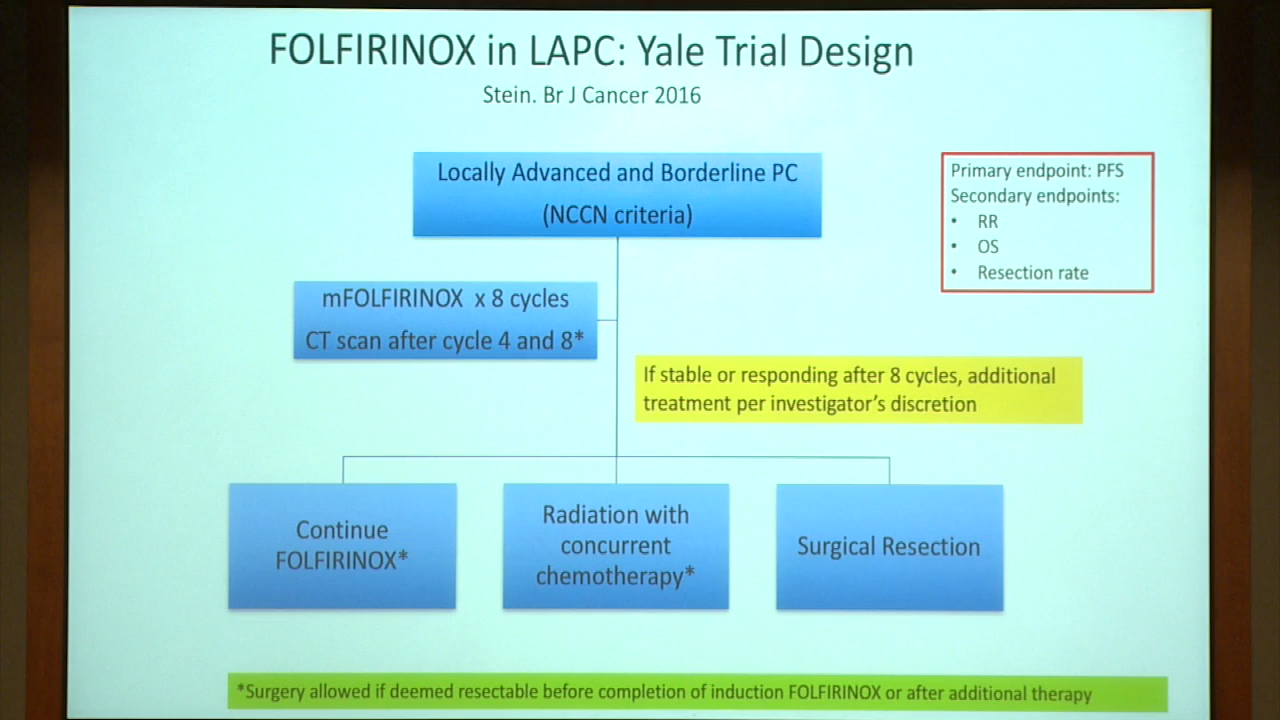 FOLFIRINOX in LAPC: Yale Trial Design
Stein. Br J Cancer 2016
Locally Advanced and Borderline PC
(NCCN criteria)
Primary endpoint: PFS
Secondary endpoints:
• RR
• OS
• Resection rate
mFOLFIRINOX x 8 cycles
CT scan after cycle 4 and 8*
If stable or responding after 8 cycles, additional
treatment per investigator's discretion
Continue
FOLFIRINOX*
Radiation with
concurrent
chemotherapy*
Surgical Resection
*Surgery allowed if deemed resectable before completion of induction FOLFIRINOX or after additional therapy